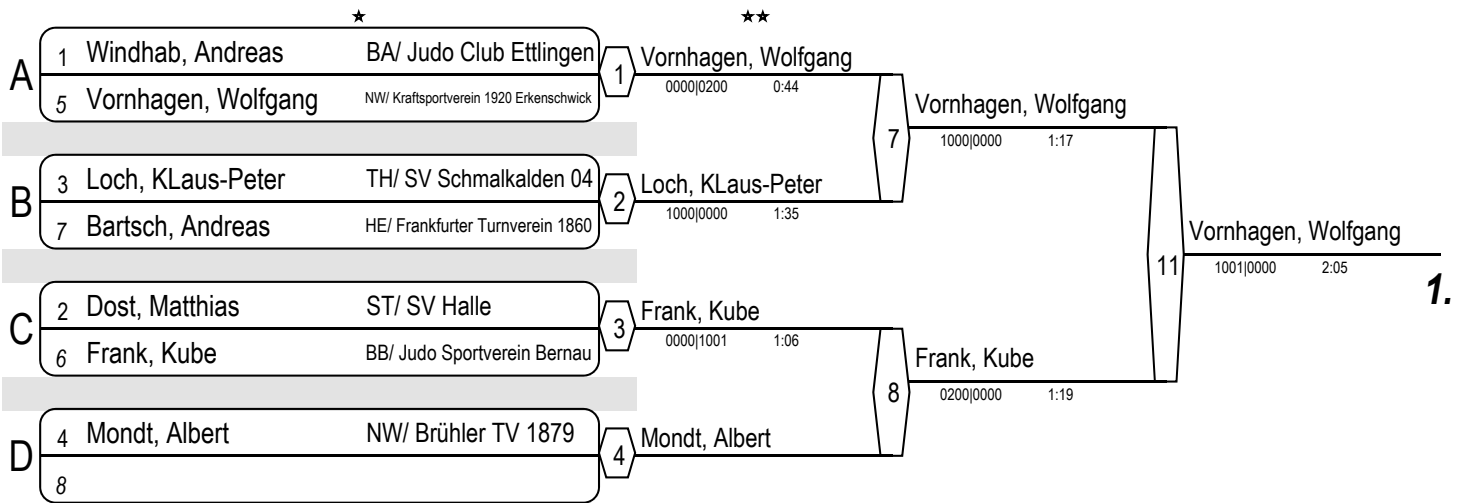 ★ ★★
A
1 Windhab, Andreas BA/ Judo Club Ettlingen
5 Vornhagen, Wolfgang NW/ Kraftsportverein 1920 Erkenschwick
1
Vornhagen, Wolfgang
0000|0200 0:44
B
3 Loch, KLaus-Peter TH/ SV Schmalkalden 04
7 Bartsch, Andreas HE/ Frankfurter Turnverein 1860
2
Loch, KLaus-Peter
1000|0000 1:35
7
Vornhagen, Wolfgang
1000|0000 1:17
C
2 Dost, Matthias ST/ SV Halle
6 Frank, Kube BB/ Judo Sportverein Bernau
3
Frank, Kube
0000|1001 1:06
D
4 Mondt, Albert NW/ Brühler TV 1879
8
4
Mondt, Albert
8
Frank, Kube
0200|0000 1:19
11
Vornhagen, Wolfgang
1001|0000 2:05
1.